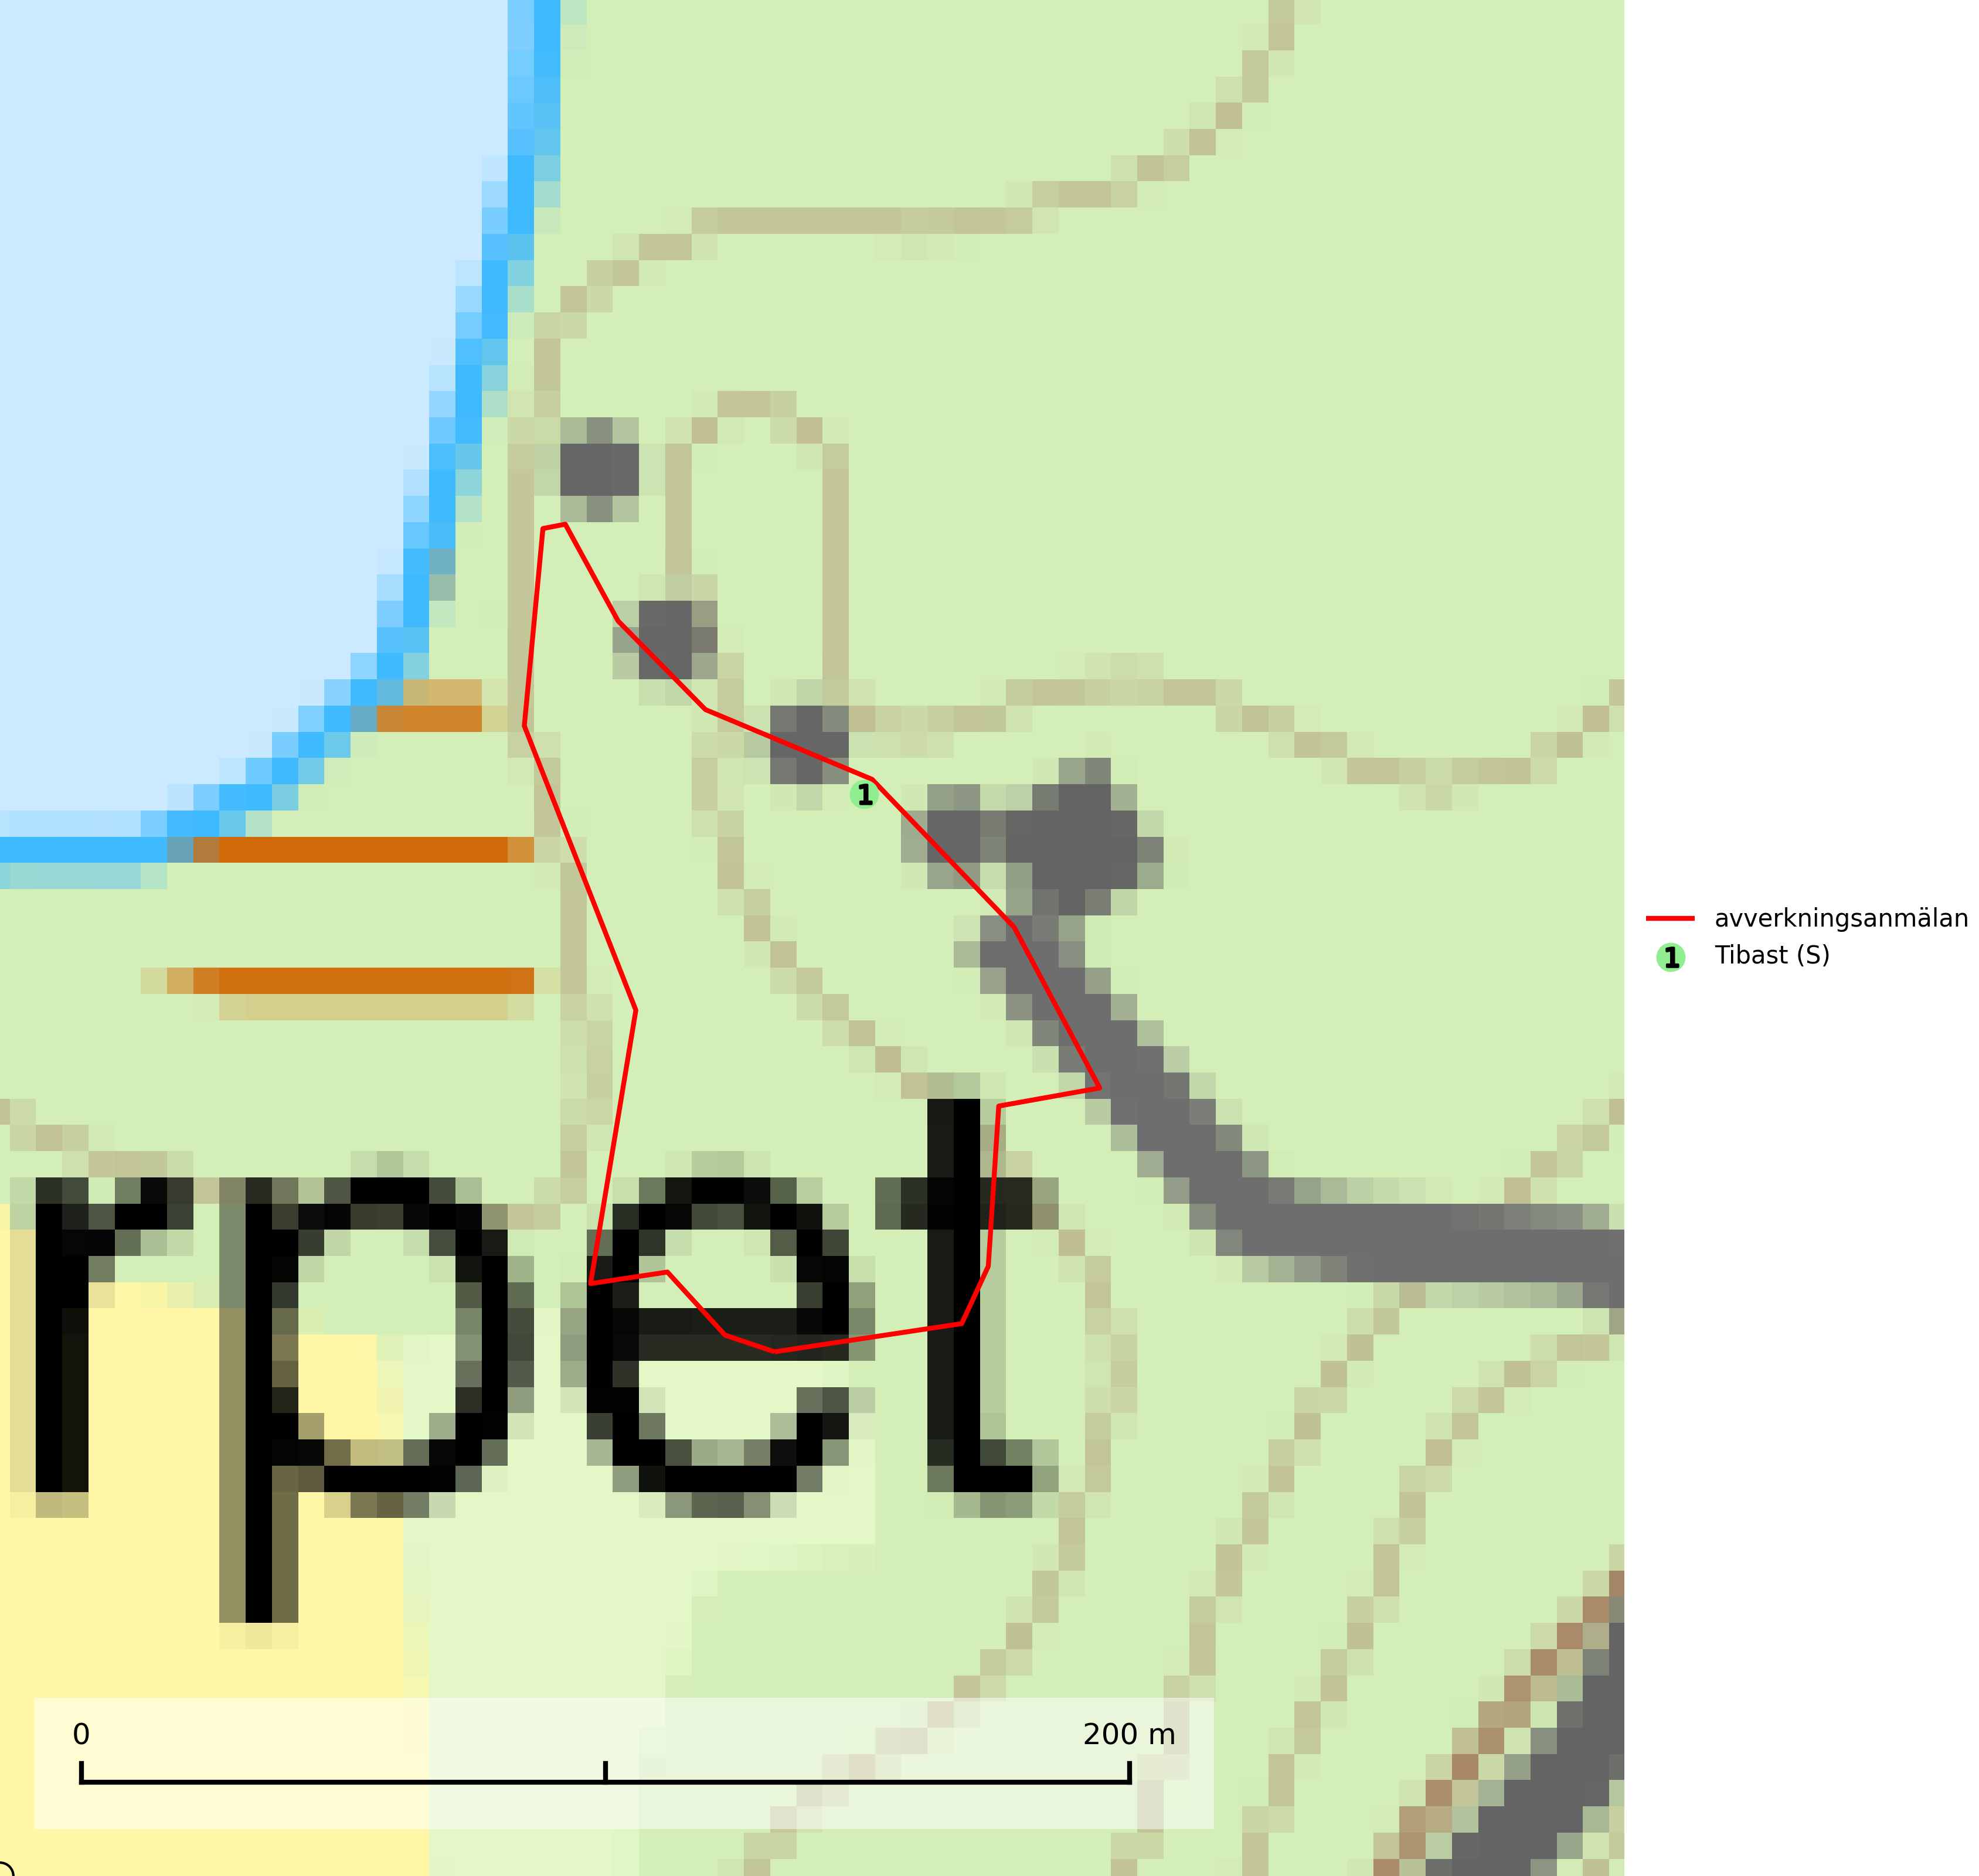 1
avverkningsanmälan
1 Tibast (S)
rpet
0 200 m